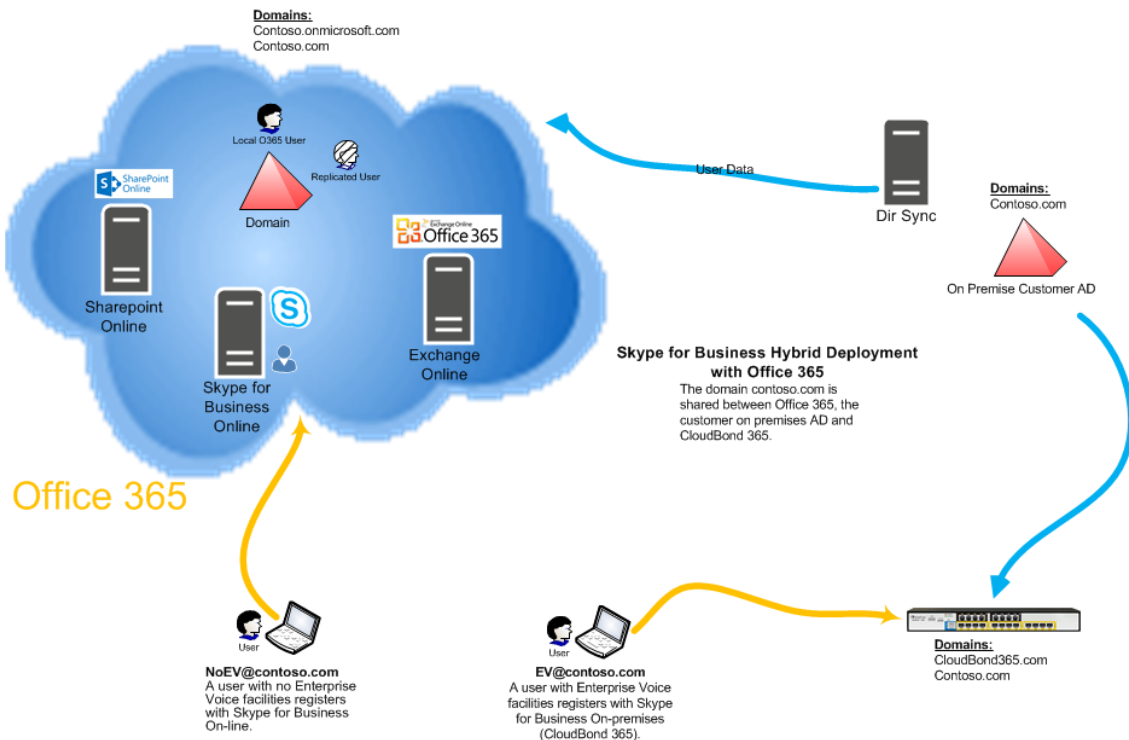 Domains:
Contoso.onmicrosoft.com
Contoso.com
Local O365 User
Replicated User
Domain
S
SharePoint
Online
Sharepoint
Online
Exchange Online
Office 365
Exchange
Online
S
Skype for
Business
Online
Office 365
User Data
Dir Sync
Domains:
Contoso.com
On Premise Customer AD
Skype for Business Hybrid Deployment
with Office 365
The domain contoso.com is
shared between Office 365, the
customer on premises AD and
CloudBond 365.
User
NoEV@contoso.com
A user with no Enterprise
Voice facilities registers
with Skype for Business
On-line.
User
EV@contoso.com
A user with Enterprise Voice
facilities registers with Skype
for Business On-premises
(CloudBond 365).
Domains:
CloudBond365.com
Contoso.com